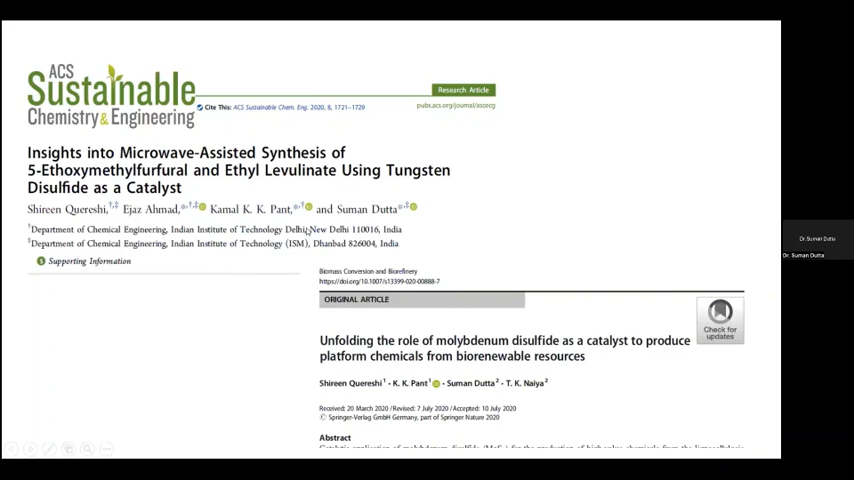 ACS
Sustainable
Chemistry & Engineering
Research Article
Cite This: ACS Sustainable Chem. Eng. 2020, 8, 1721−1729
pubs.acs.org/journal/ascecg
Insights into Microwave-Assisted Synthesis of
5-Ethoxymethylfurfural and Ethyl Levulinate Using Tungsten
Disulfide as a Catalyst
Shireen Quereshi,†,‡ Ejaz Ahmad,*,†,‡ Kamal K. K. Pant,*,† and Suman Dutta*,‡
†Department of Chemical Engineering, Indian Institute of Technology Delhi, New Delhi 110016, India
‡Department of Chemical Engineering, Indian Institute of Technology (ISM), Dhanbad 826004, India
S Supporting Information
Biomass Conversion and Biorefinery
https://doi.org/10.1007/s13399-020-00888-7
ORIGINAL ARTICLE
Check for
updates
Unfolding the role of molybdenum disulfide as a catalyst to produce
platform chemicals from biorenewable resources
Shireen Quereshi1 · K. K. Pant1 · Suman Dutta2 · T. K. Naiya2
Received: 20 March 2020 / Revised: 7 July 2020 / Accepted: 10 July 2020
© Springer-Verlag GmbH Germany, part of Springer Nature 2020
Abstract
Dr. Suman Dutta
Dr. Suman Dutta